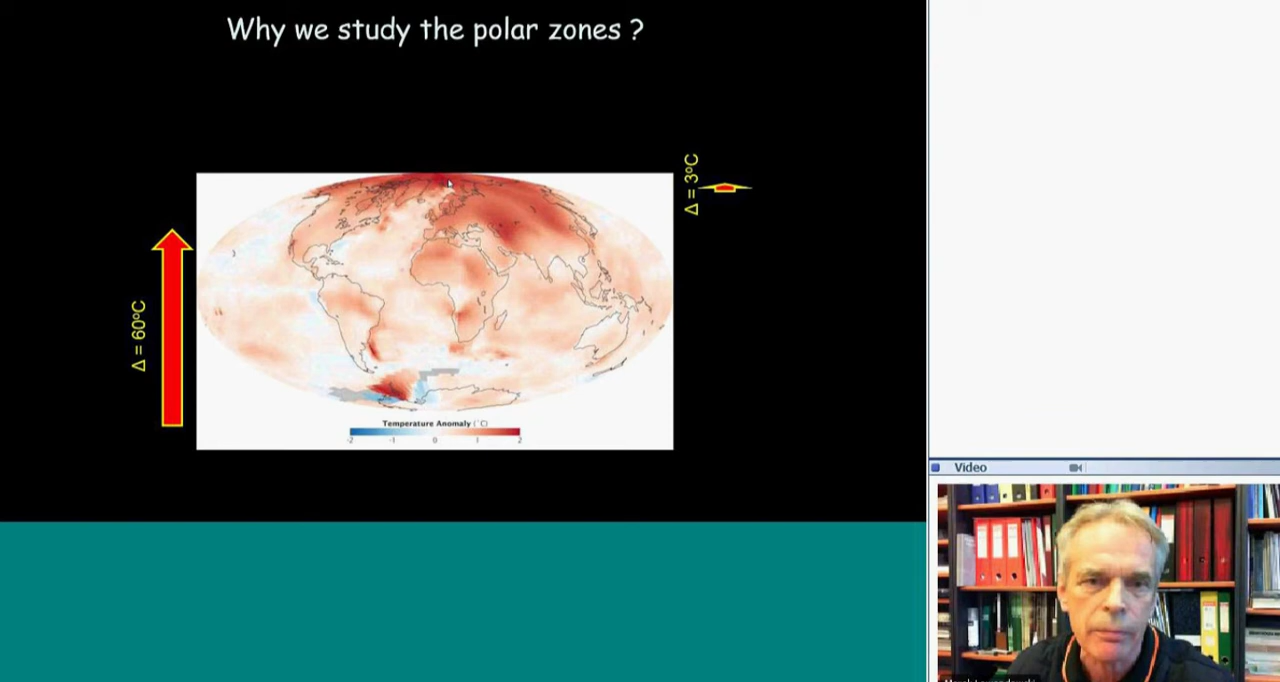 Why we study the polar zones ?
Δ = 3ºC
Δ = 60ºC
Temperature Anomaly (°C)
-2 -1 0 1 2
Video